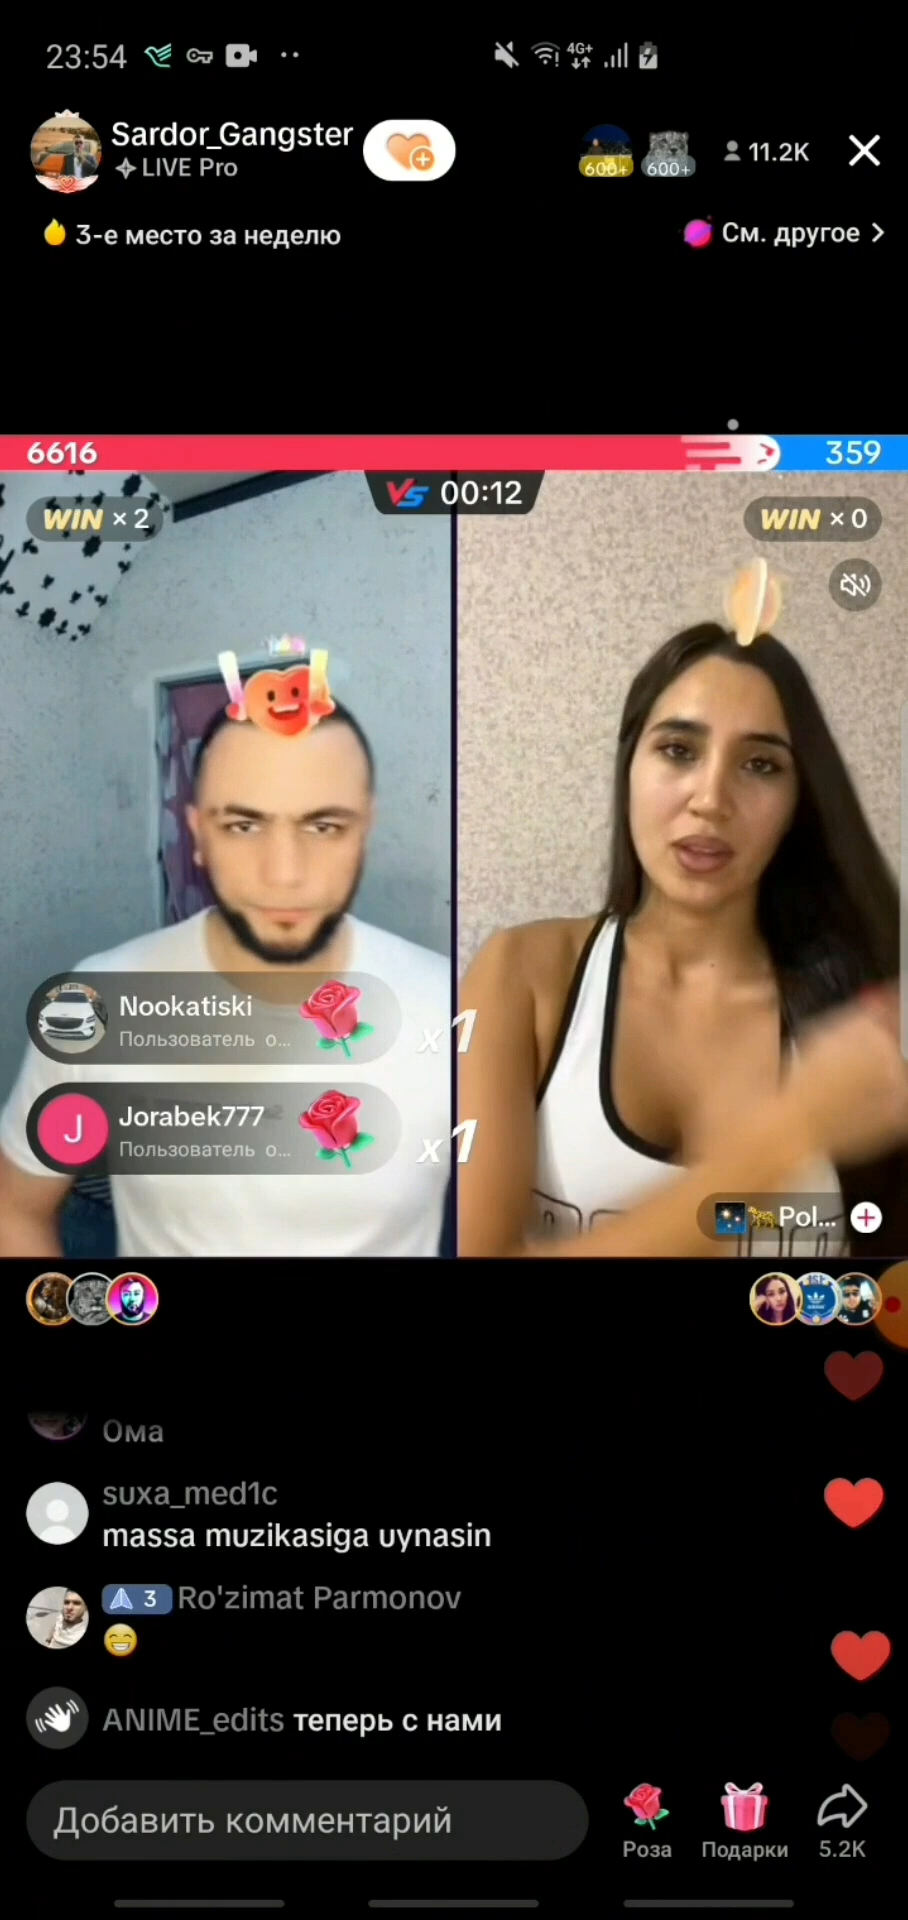 23:54
4G+
Sardor_Gangster
LIVE Pro
600+
600+
11.2K
3-е место за неделю
См. другое
6616
359
VS 00:12
WIN × 2
WIN × 0
Nookatiski
Пользователь о...
x1
Jorabek777
J
Пользователь о...
x1
Pol...
Ома
suxa_med1c
massa muzikasiga uynasin
3 Ro'zimat Parmonov
ANIME_edits теперь с нами
Добавить комментарий
Роза
Подарки
5.2K